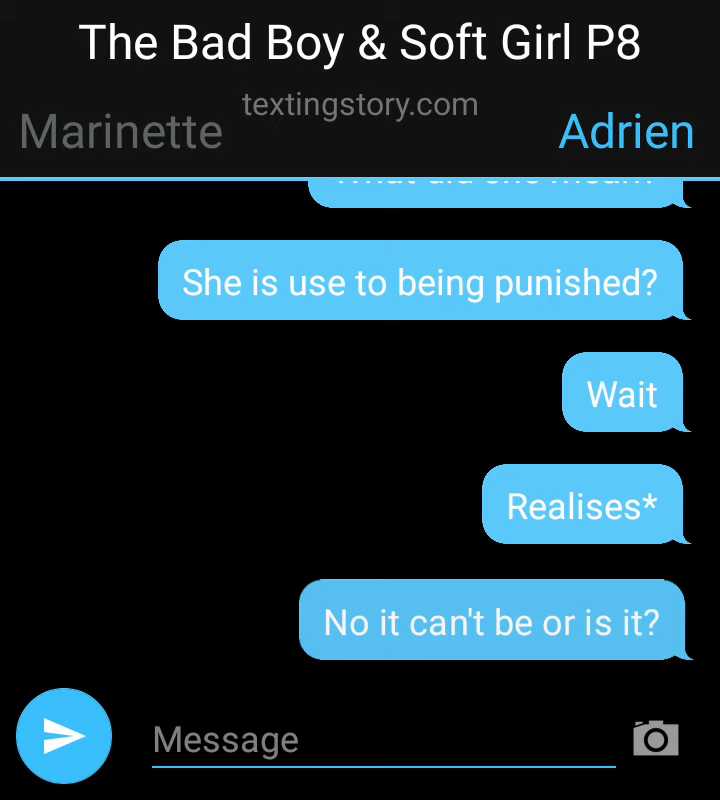 The Bad Boy & Soft Girl P8
textingstory.com
Marinette
Adrien
She is use to being punished?
Wait
Realises*
No it can't be or is it?
Message